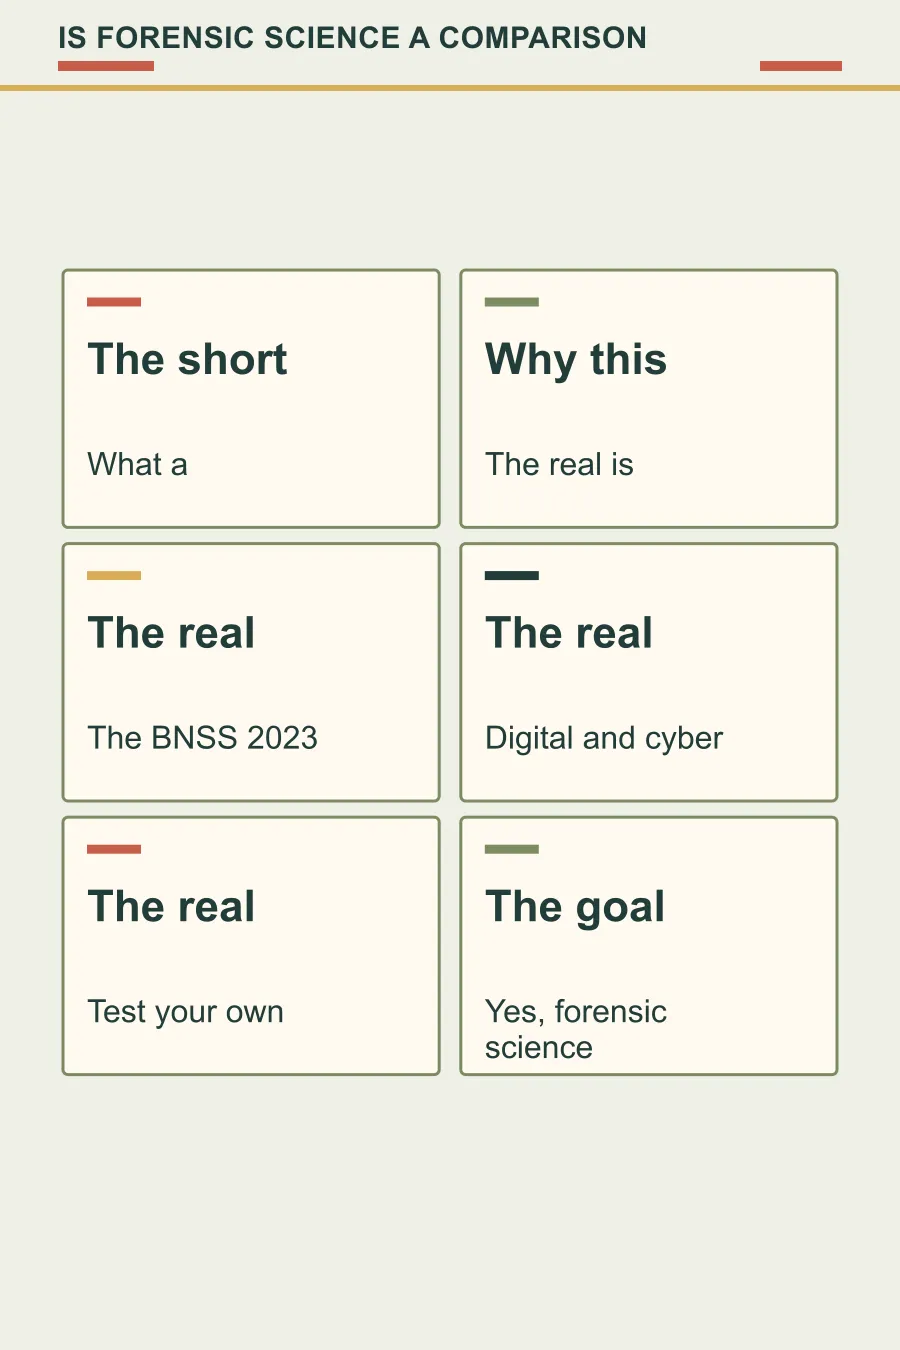 IS FORENSIC SCIENCE A COMPARISON
The short
What a
Why this
The real is
The real
The BNSS 2023
The real
Digital and cyber
The real
Test your own
The goal
Yes, forensic
science